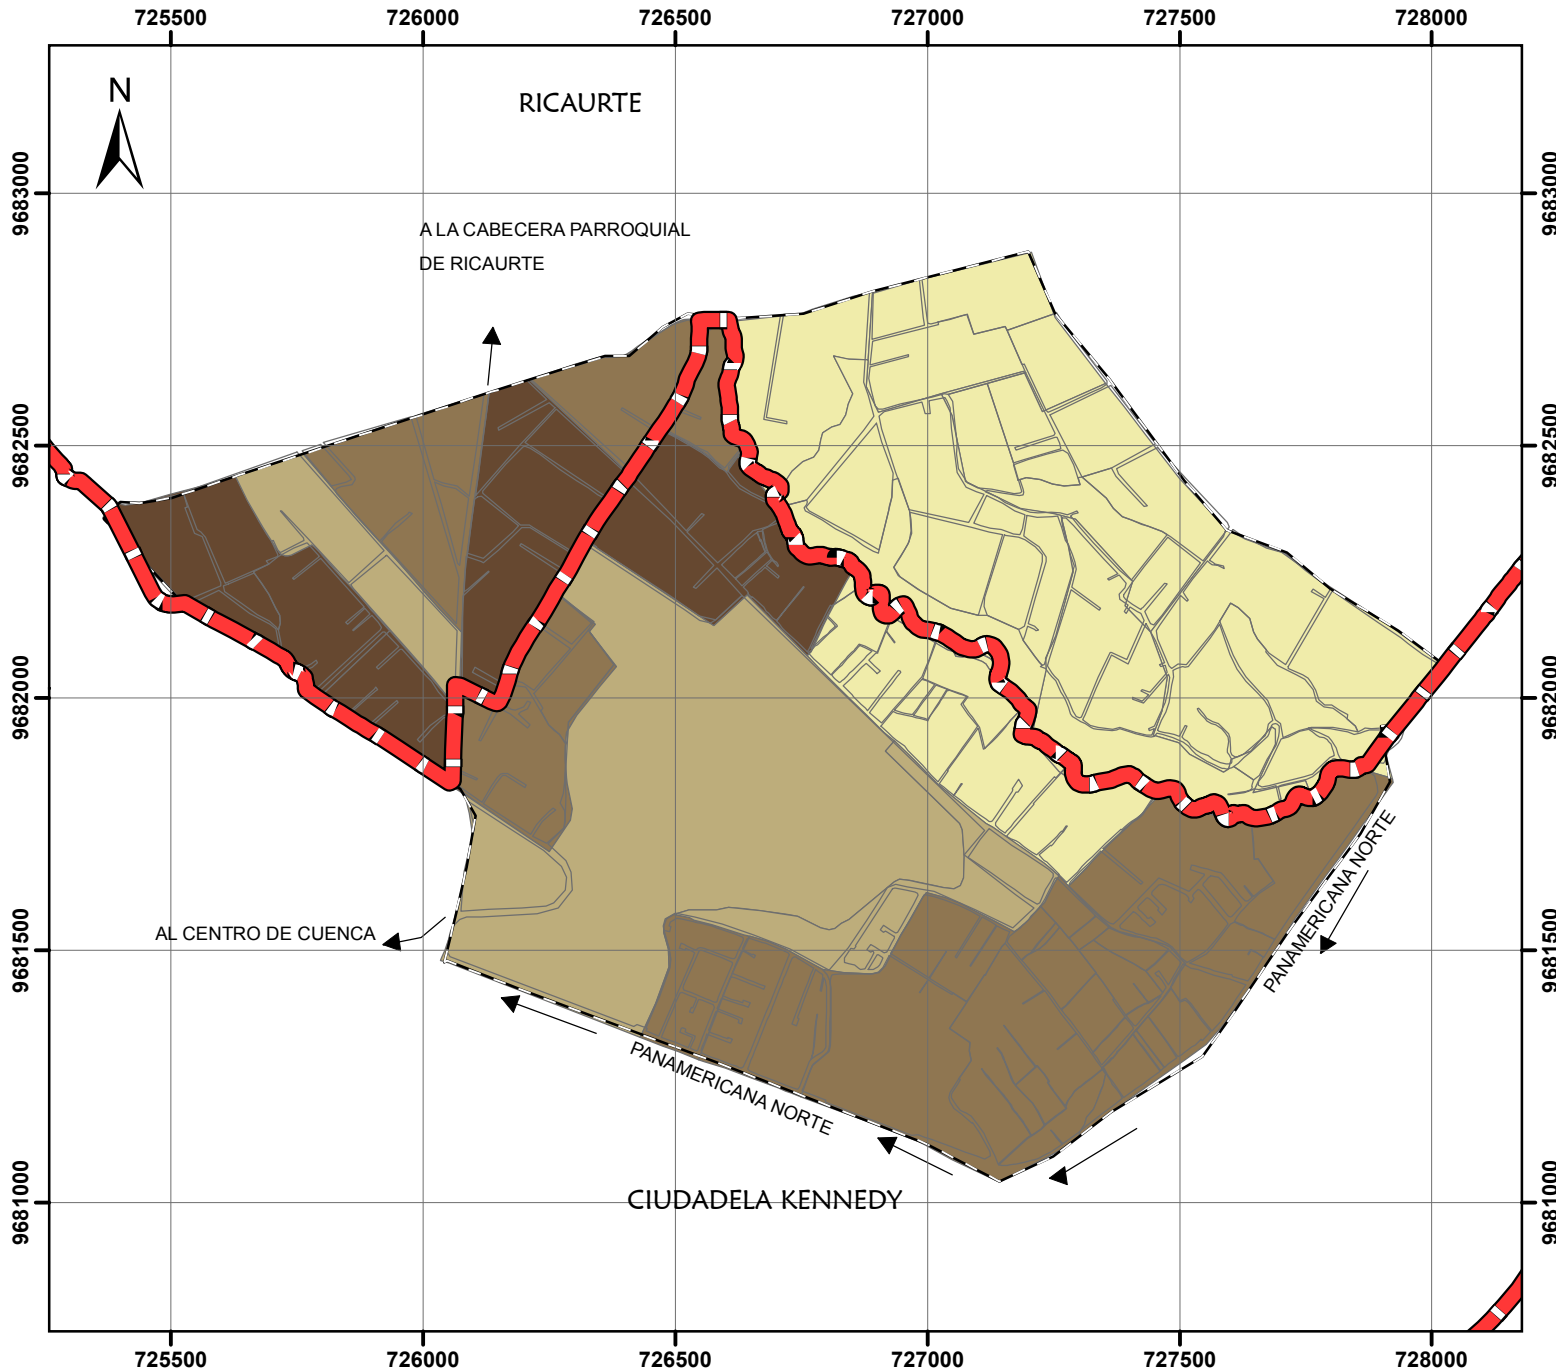 725500 726000 726500 727000 727500 728000
N
RICAURTE
9683000 9683000
A LA CABECERA PARROQUIAL
DE RICAURTE
9682500 9682500
9682000 9682000
PANAMERICANA NORTE
AL CENTRO DE CUENCA
9681500 9681500
PANAMERICANA NORTE
CIUDADELA KENNEDY
9681000 9681000
725500 726000 726500 727000 727500 728000